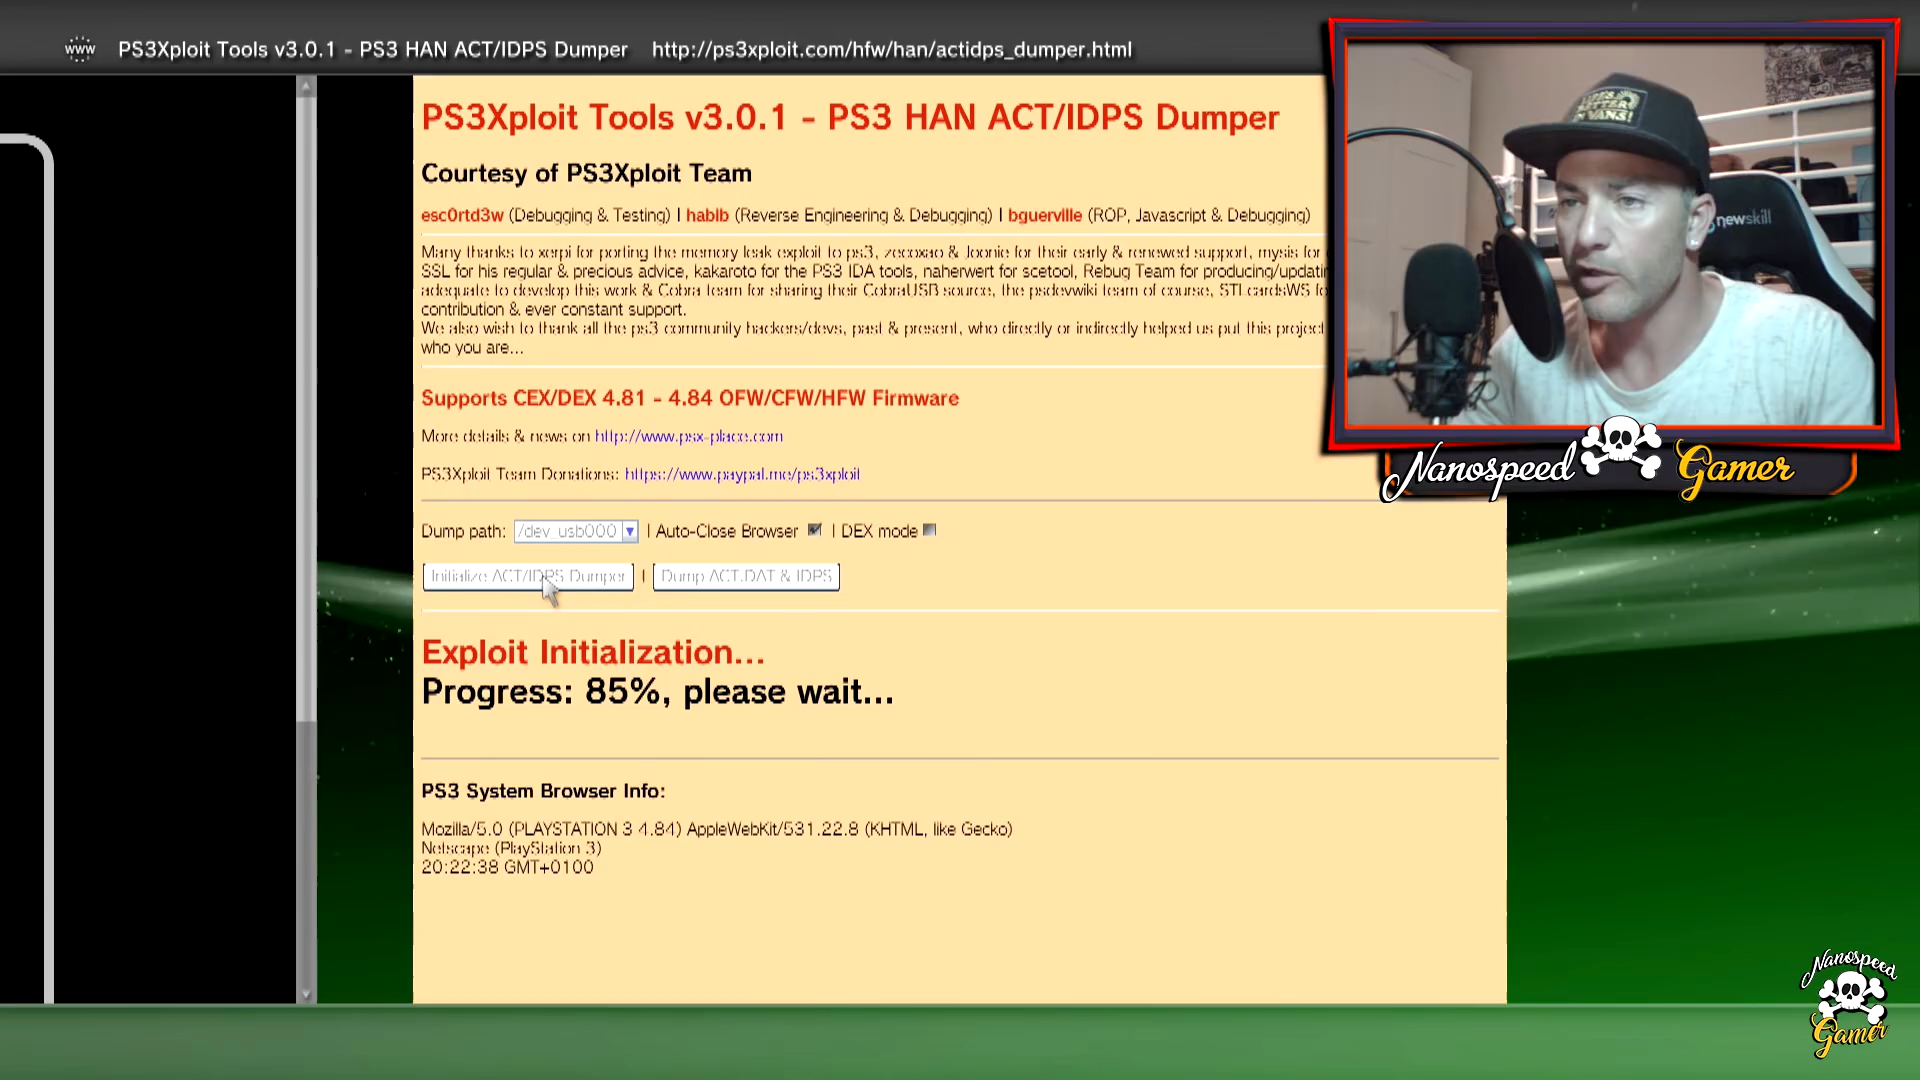 www PS3Xploit Tools v3.0.1 - PS3 HAN ACT/IDPS Dumper http://ps3xploit.com/hfw/han/actidps_dumper.html
PS3Xploit Tools v3.0.1 - PS3 HAN ACT/IDPS Dumper
Courtesy of PS3Xploit Team
esc0rtd3w (Debugging & Testing) | habib (Reverse Engineering & Debugging) | bguerville (ROP, Javascript & Debugging)
Many thanks to xerpi for porting the memory leak exploit to ps3, zecoxao & Joonie for their early & renewed support, mysis for
SSL for his regular & precious advice, kakaroto for the PS3 IDA tools, naherwert for scetool, Rebug Team for producing/updatin
adequate to develop this work & Cobra team for sharing their CobraUSB source, the psdevwiki team of course, STLcardsWS fo
contribution & ever constant support.
We also wish to thank all the ps3 community hackers/devs, past & present, who directly or indirectly helped us put this project
who you are...
Supports CEX/DEX 4.81 - 4.84 OFW/CFW/HFW Firmware
More details & news on http://www.psx-place.com
PS3Xploit Team Donations: https://www.paypal.me/ps3xploit
Dump path: /dev_usb000 | Auto-Close Browser | DEX mode
Initialize ACT/IDPS Dumper | Dump ACT.DAT & IDPS
Exploit Initialization...
Progress: 85%, please wait...
PS3 System Browser Info:
Mozilla/5.0 (PLAYSTATION 3 4.84) AppleWebKit/531.22.8 (KHTML, like Gecko)
Netscape (PlayStation 3)
20:22:38 GMT+0100
newskill
Nanospeed Gamer
Nanospeed
Gamer